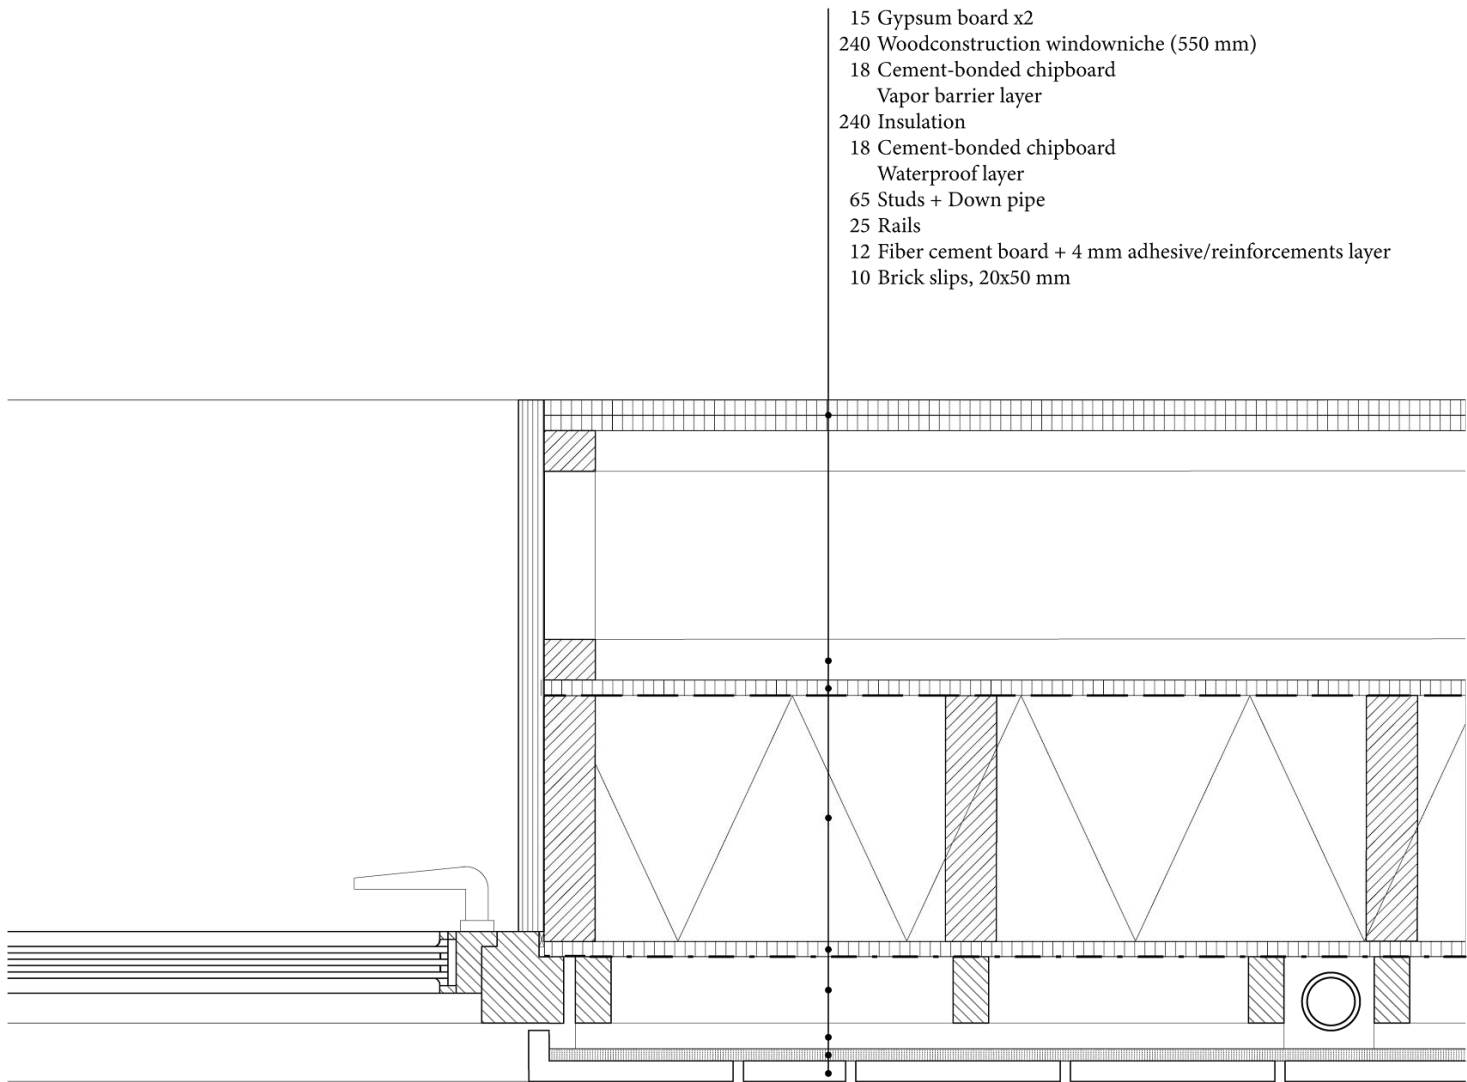 15 Gypsum board x2
240 Woodconstruction windowniche (550 mm)
18 Cement-bonded chipboard
Vapor barrier layer
240 Insulation
18 Cement-bonded chipboard
Waterproof layer
65 Studs + Down pipe
25 Rails
12 Fiber cement board + 4 mm adhesive/reinforcements layer
10 Brick slips, 20x50 mm